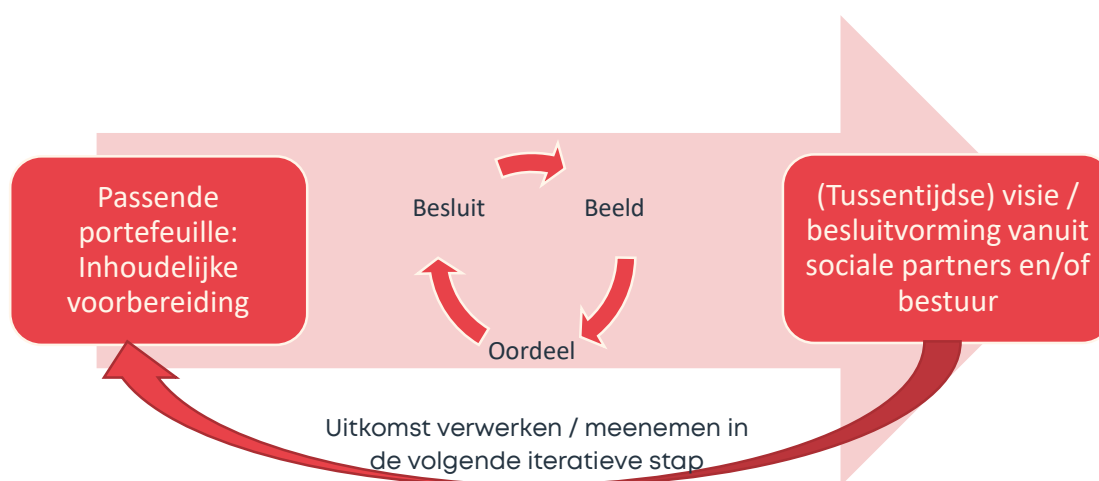 Passende
portefeuille:
Inhoudelijke
voorbereiding
Besluit
Beeld
Oordeel
(Tussentijdse) visie /
besluitvorming vanuit
sociale partners en/of
bestuur
Uitkomst verwerken / meenemen in
de volgende iteratieve stap